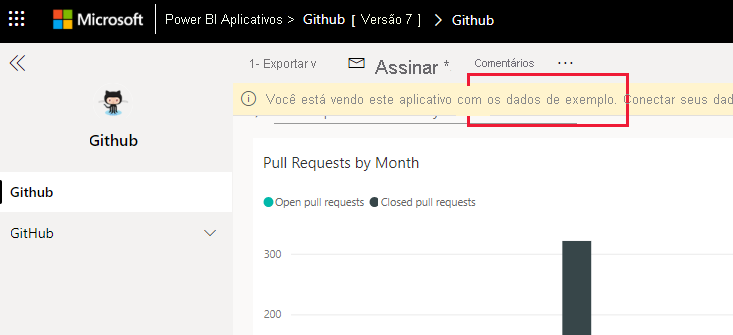 Microsoft Power BI Aplicativos > Github [ Versão 7 ] > Github
1- Exportar v Assinar * Comentários ...
Você está vendo este aplicativo com os dados de exemplo. Conectar seus dad
Github
Pull Requests by Month
Github
Open pull requests Closed pull requests
GitHub
300
200